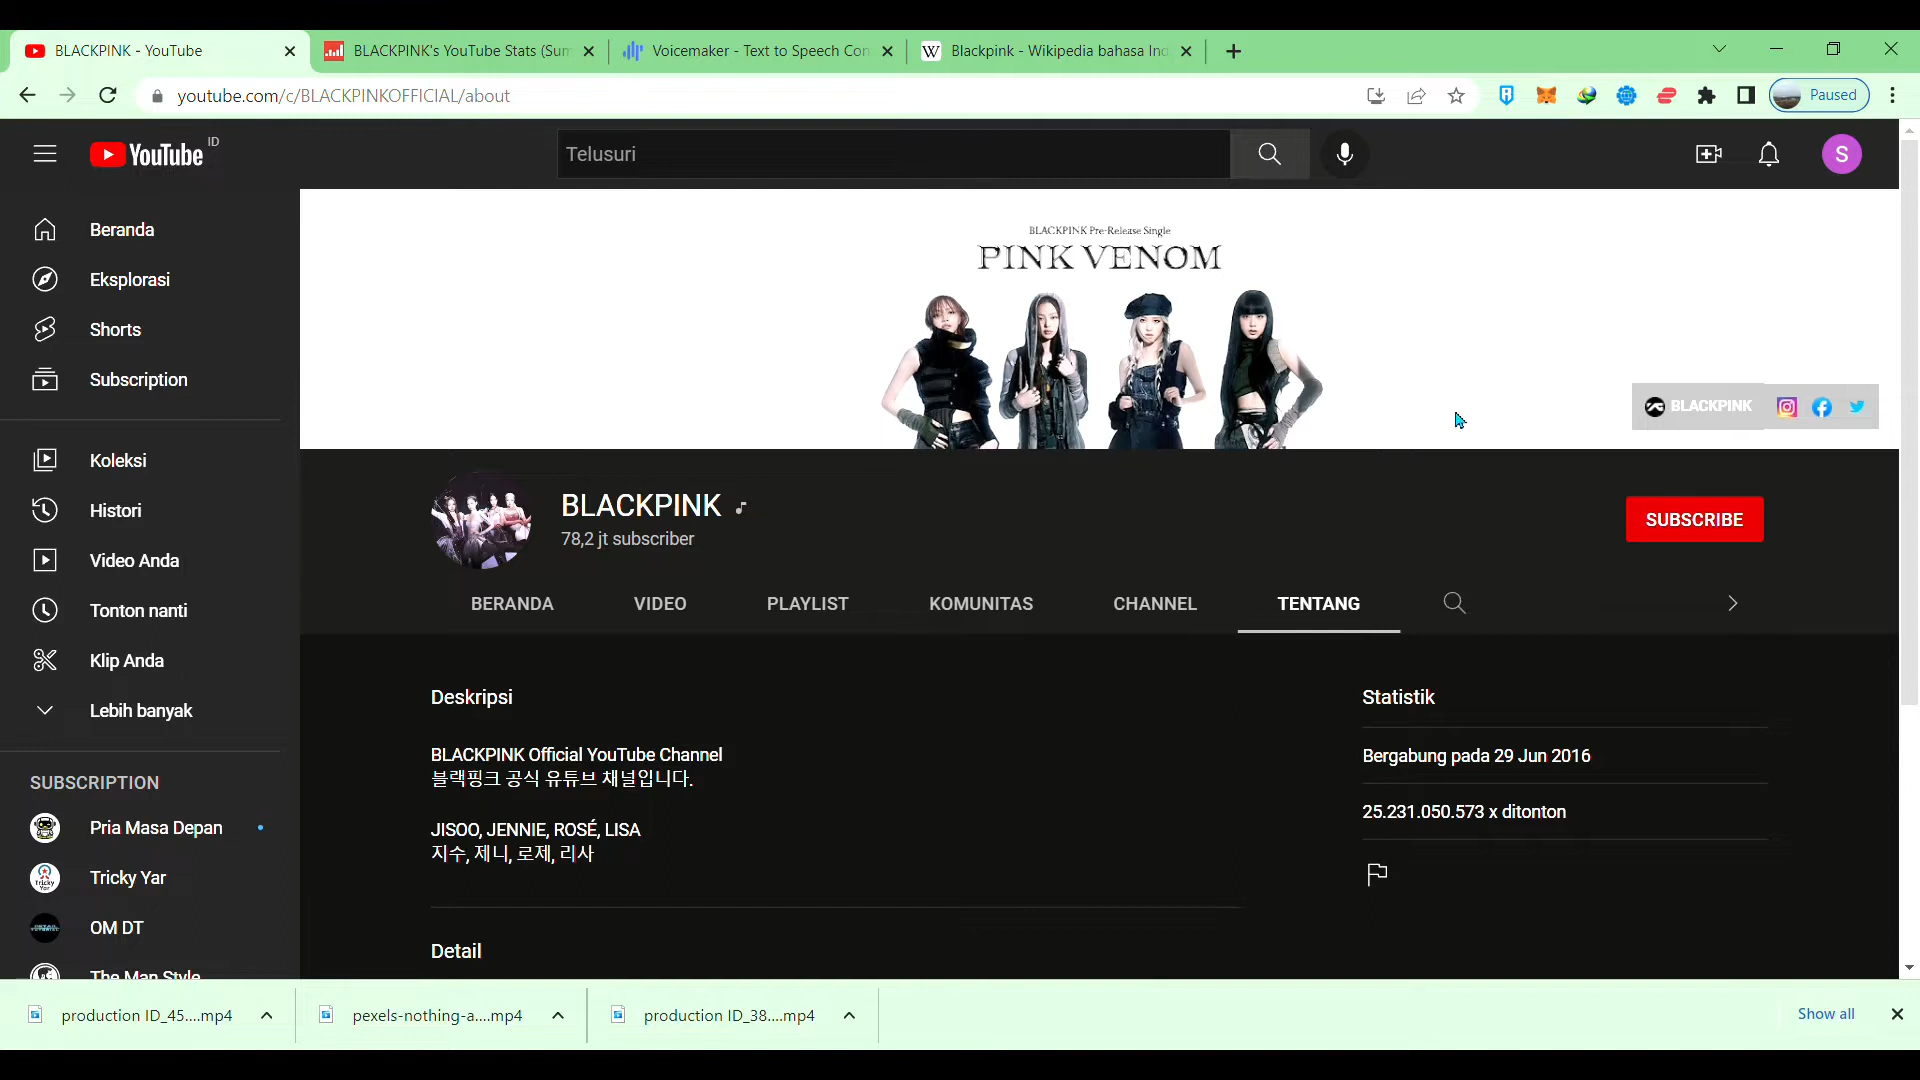 BLACKPINK - YouTube
BLACKPINK's YouTube Stats (Sum
Voicemaker - Text to Speech Con
Blackpink - Wikipedia bahasa Ind
youtube.com/c/BLACKPINKOFFICIAL/about
Paused
YouTube ID
Telusuri
S
Beranda
Eksplorasi
Shorts
Subscription
Koleksi
Histori
Video Anda
Tonton nanti
Klip Anda
Lebih banyak
SUBSCRIPTION
Pria Masa Depan
Tricky Yar
OM DT
The Man Style
BLACKPINK Pre-Release Single
PINK VENOM
BLACKPINK
BLACKPINK
78,2 jt subscriber
SUBSCRIBE
BERANDA VIDEO PLAYLIST KOMUNITAS CHANNEL TENTANG
Deskripsi
BLACKPINK Official YouTube Channel
블랙핑크 공식 유튜브 채널입니다.
JISOO, JENNIE, ROSÉ, LISA
지수, 제니, 로제, 리사
Detail
Statistik
Bergabung pada 29 Jun 2016
25.231.050.573 x ditonton
production ID_45....mp4
pexels-nothing-a....mp4
production ID_38....mp4
Show all